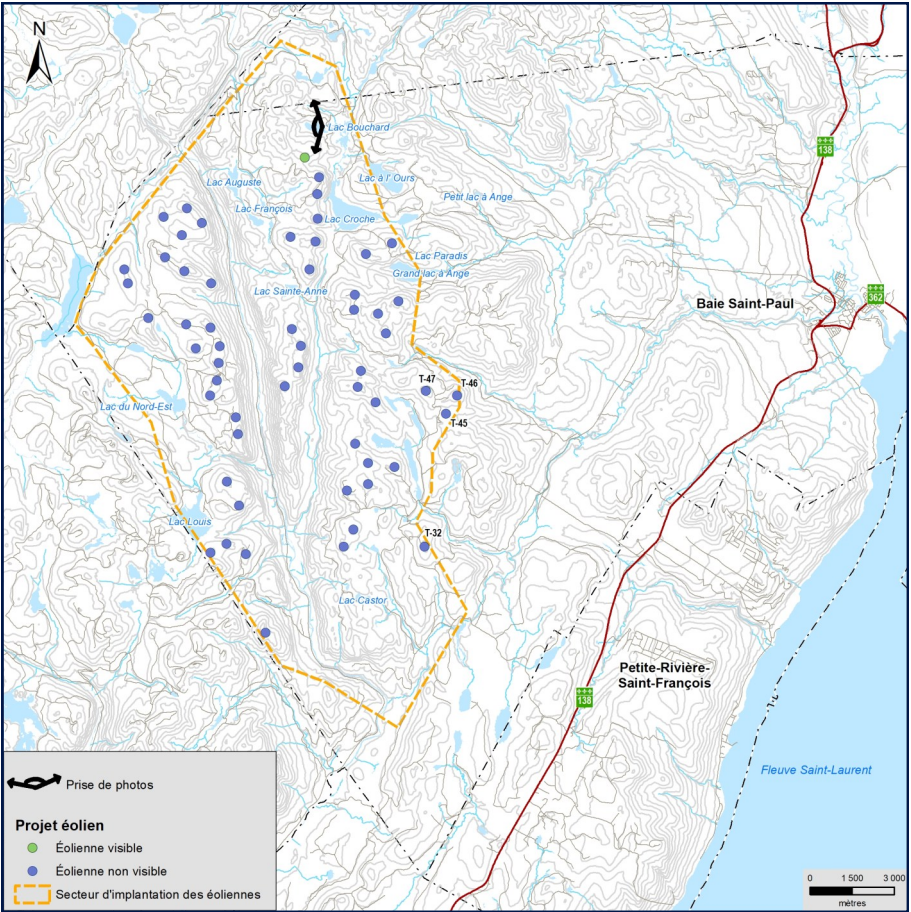 N
Lac Bouchard
Lac à l' Ours
Lac Auguste
Petit lac à Ange
Lac François
Lac Croche
138
Lac Paradis
Grand lac à Ange
Lac Sainte-Anne
Baie Saint-Paul
362
T-47
T-46
Lac du Nord-Est
T-45
Lac Louis
T-32
Lac Castor
Petite-Rivière-
Saint-François
138
Fleuve Saint-Laurent
Prise de photos
Projet éolien
Éolienne visible
Éolienne non visible
Secteur d'implantation des éoliennes
0 1 500 3 000
mètres